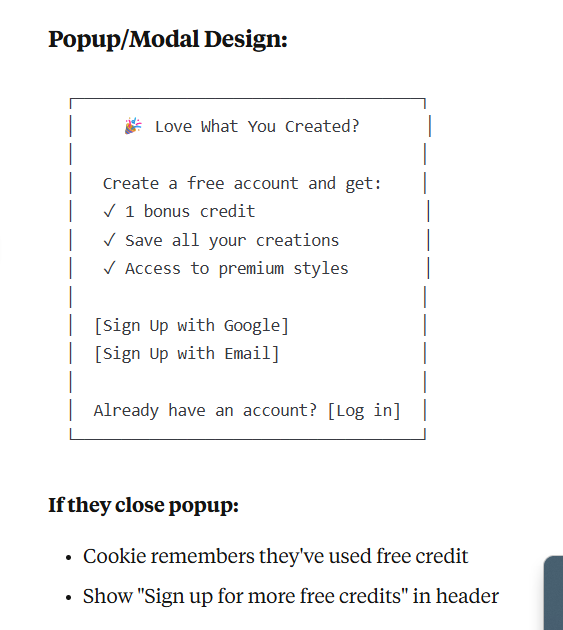 Popup/Modal Design:
🎉 Love What You Created?
Create a free account and get:
✓ 1 bonus credit
✓ Save all your creations
✓ Access to premium styles
[Sign Up with Google]
[Sign Up with Email]
Already have an account? [Log in]
If they close popup:
• Cookie remembers they've used free credit
• Show "Sign up for more free credits" in header